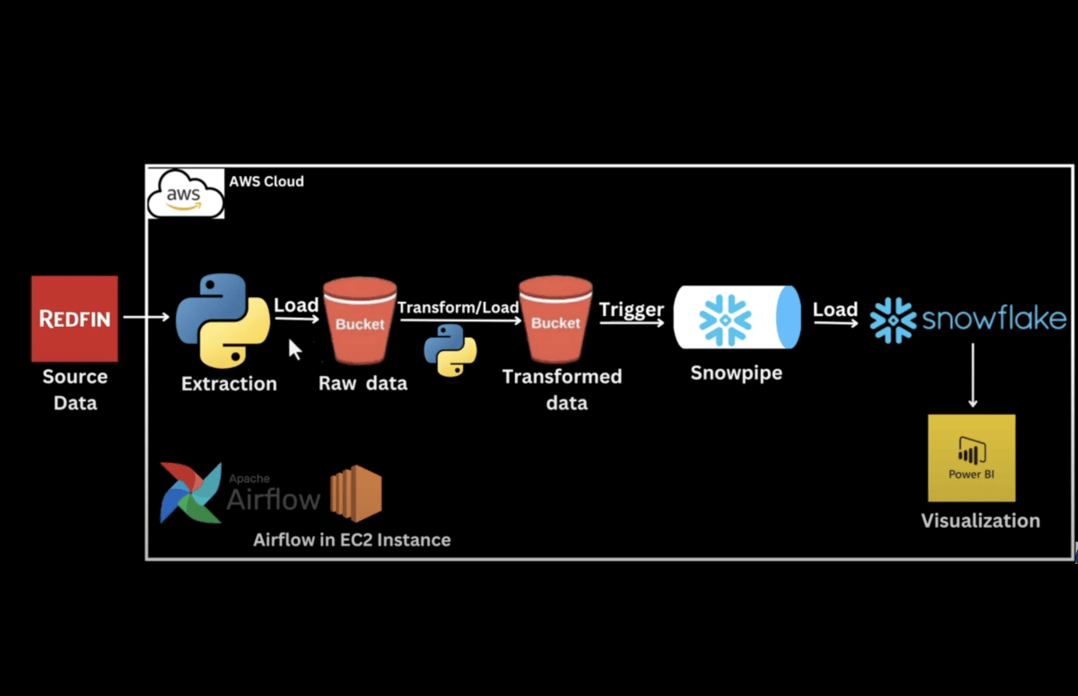 aws
AWS Cloud
REDFIN
Source
Data
Extraction
Load
Bucket
Raw data
Transform/Load
Bucket
Transformed
data
Trigger
Snowpipe
Load
snowflake
Power BI
Visualization
Apache
Airflow
Airflow in EC2 Instance